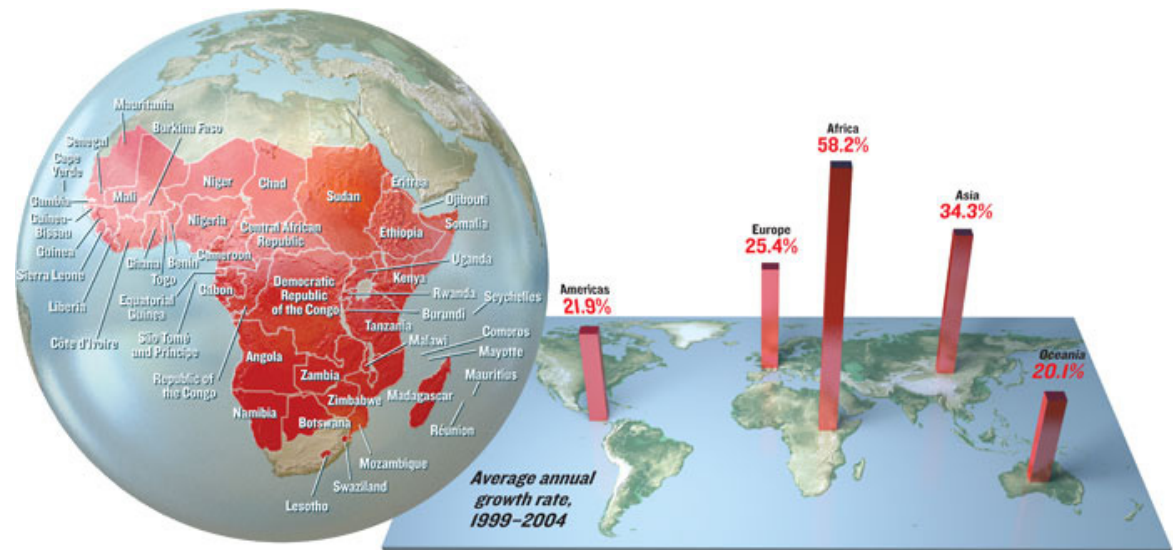 Mauritania
Burkina Faso
Senegal
Cape
Verde
Gambia
Guinea-
Bissau
Guinea
Sierra Leone
Liberia
Côte d'Ivoire
Mali
Niger
Chad
Sudan
Eritrea
Djibouti
Somalia
Nigeria
Central African
Republic
Ethiopia
Ghana
Togo
Benin
Cameroon
Equatorial
Guinea
Gabon
São Tomé
and Príncipe
Republic of
the Congo
Democratic
Republic
of the Congo
Uganda
Kenya
Rwanda
Burundi
Seychelles
Tanzania
Malawi
Comoros
Mayotte
Mauritius
Réunion
Angola
Zambia
Zimbabwe
Madagascar
Namibia
Botswana
Mozambique
Swaziland
Lesotho
Americas
21.9%
Europe
25.4%
Africa
58.2%
Asia
34.3%
Oceania
20.1%
Average annual
growth rate,
1999–2004